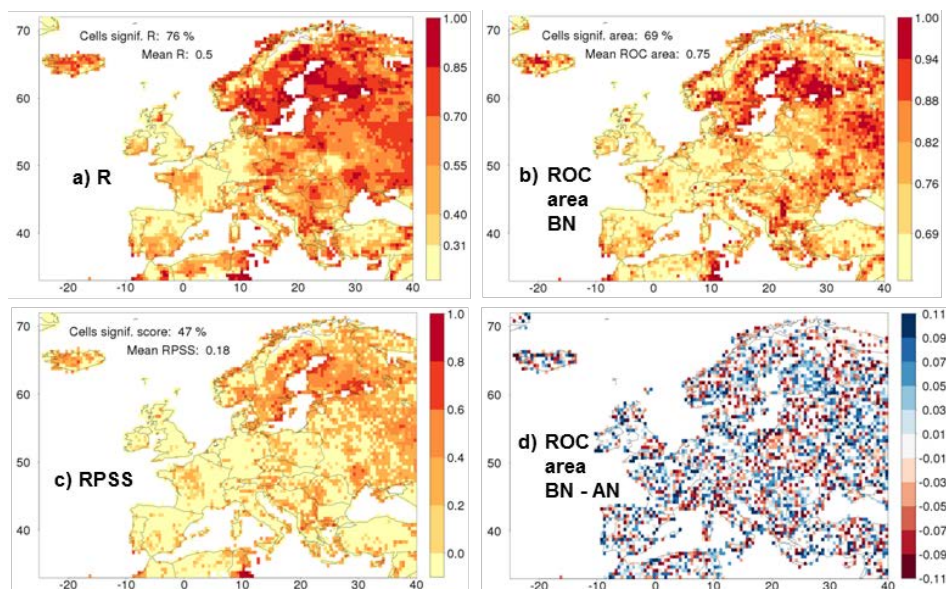 Cells signif. R: 76 %
Mean R: 0.5
a) R
70
60
50
40
-20 -10 0 10 20 30 40
1.00
0.85
0.70
0.55
0.40
0.31
Cells signif. area: 69 %
Mean ROC area: 0.75
b) ROC
area
BN
70
60
50
40
-20 -10 0 10 20 30 40
1.00
0.94
0.88
0.82
0.76
0.69
Cells signif. score: 47 %
Mean RPSS: 0.18
c) RPSS
70
60
50
40
-20 -10 0 10 20 30 40
1.0
0.8
0.6
0.4
0.2
0.0
d) ROC
area
BN - AN
70
60
50
40
-20 -10 0 10 20 30 40
0.11
0.09
0.07
0.05
0.03
0.01
-0.01
-0.03
-0.05
-0.07
-0.09
-0.11